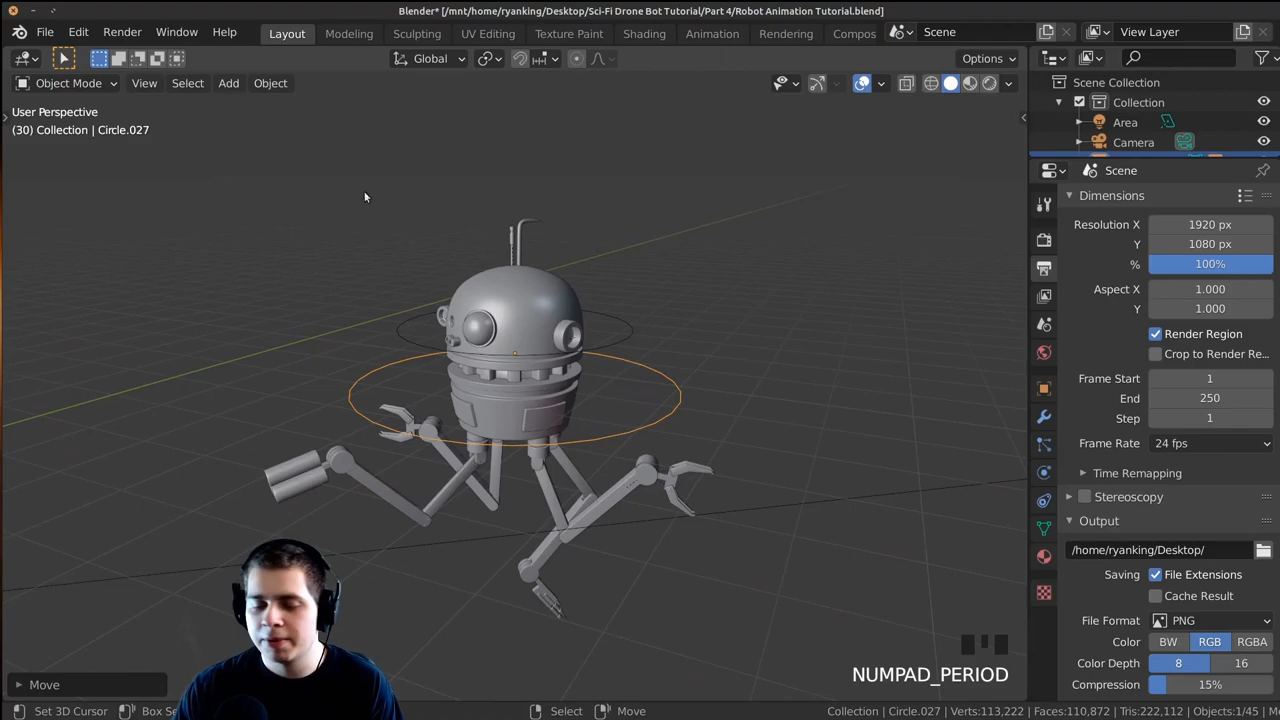 Blender* [/mnt/home/ryanking/Desktop/Sci-Fi Drone Bot Tutorial/Part 4/Robot Animation Tutorial.blend]
File Edit Render Window Help Layout Modeling Sculpting UV Editing Texture Paint Shading Animation Rendering Compos Scene View Layer
Global Options
Object Mode View Select Add Object
Scene Collection
Collection
Area
Camera
User Perspective
(30) Collection | Circle.027
Scene
Dimensions
Resolution X 1920 px
Y 1080 px
% 100%
Aspect X 1.000
Y 1.000
Render Region
Crop to Render Re...
Frame Start 1
End 250
Step 1
Frame Rate 24 fps
Time Remapping
Stereoscopy
Output
/home/ryanking/Desktop/
Saving File Extensions
Cache Result
File Format PNG
Color BW RGB RGBA
Color Depth 8 16
Compression 15%
NUMPAD_PERIOD
Move
Set 3D Cursor Box Se Select Move Collection | Circle.027 | Verts:113,222 | Faces:110,872 | Tris:222,112 | Objects:1/45 | Me